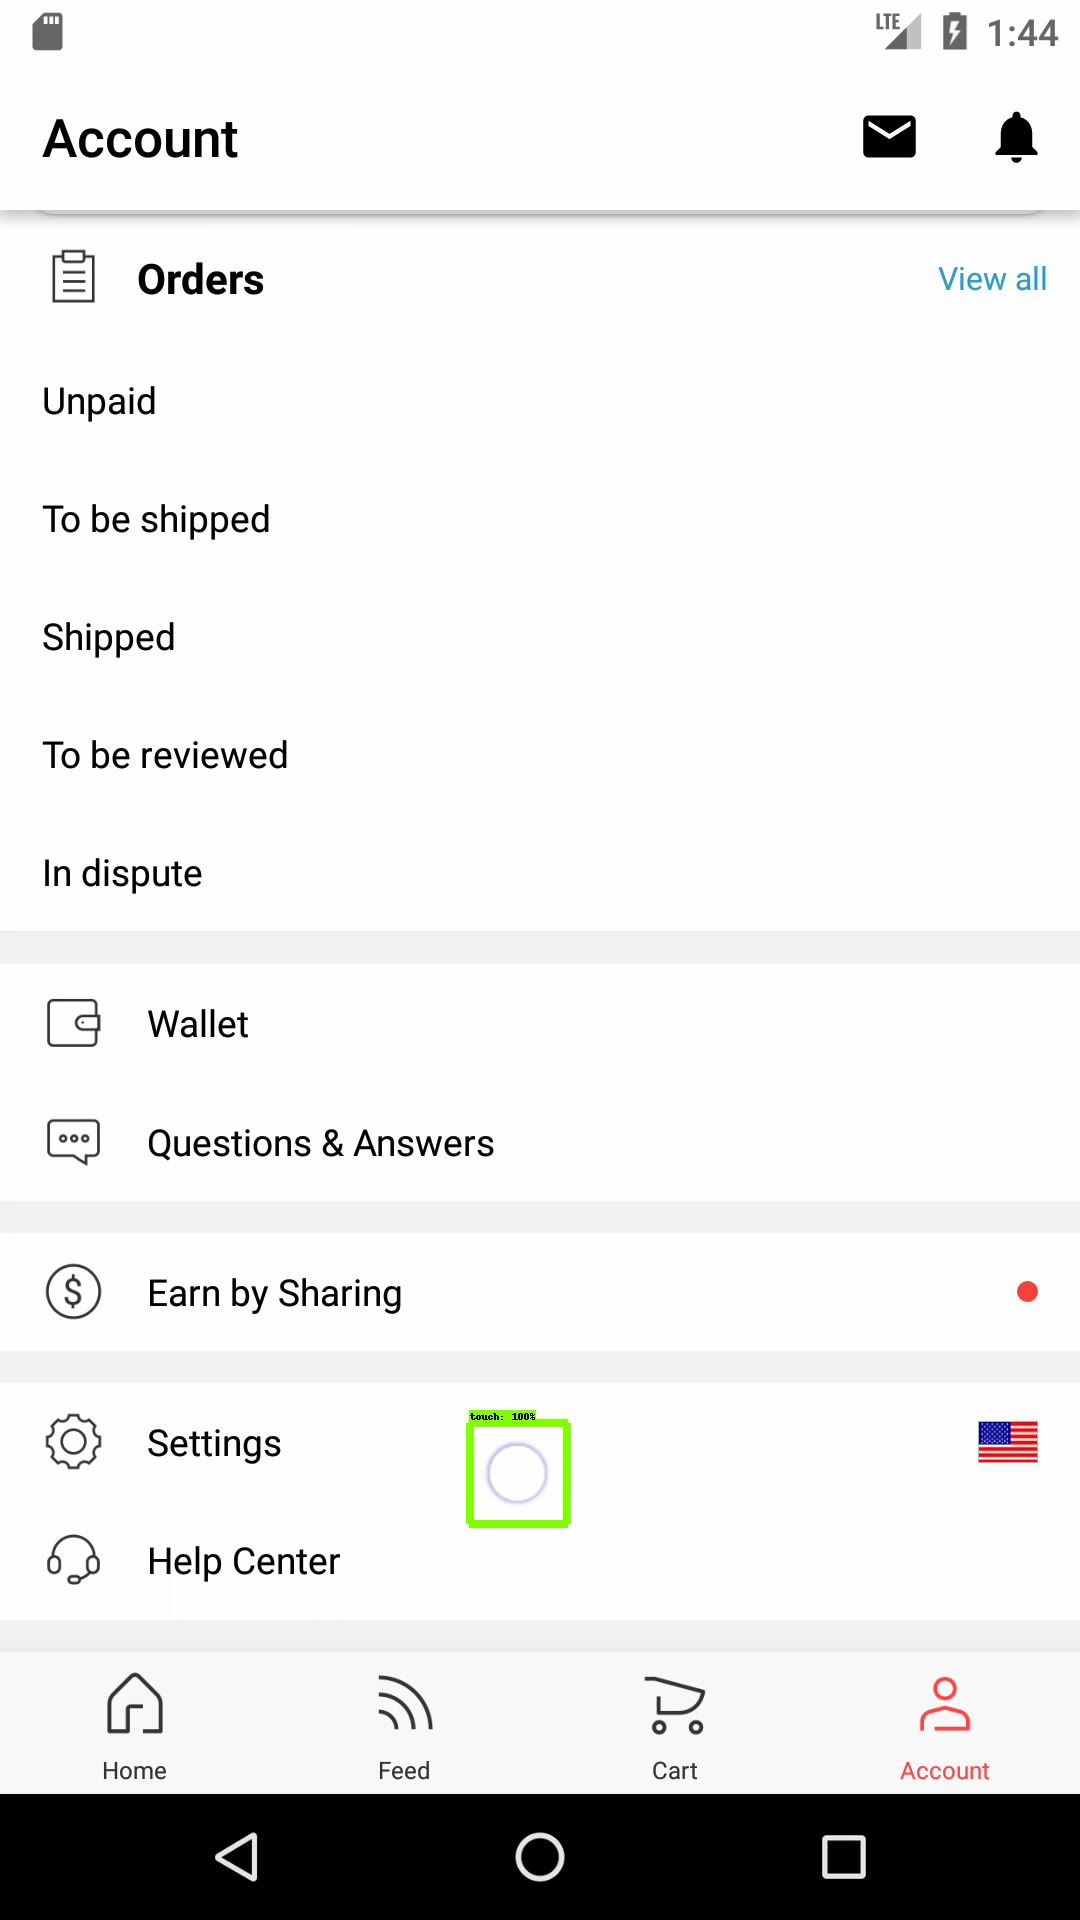 LTE 1:44
Account
Orders View all
Unpaid
To be shipped
Shipped
To be reviewed
In dispute
Wallet
Questions & Answers
$ Earn by Sharing
touch: 100%
Settings
Help Center
Home Feed Cart Account